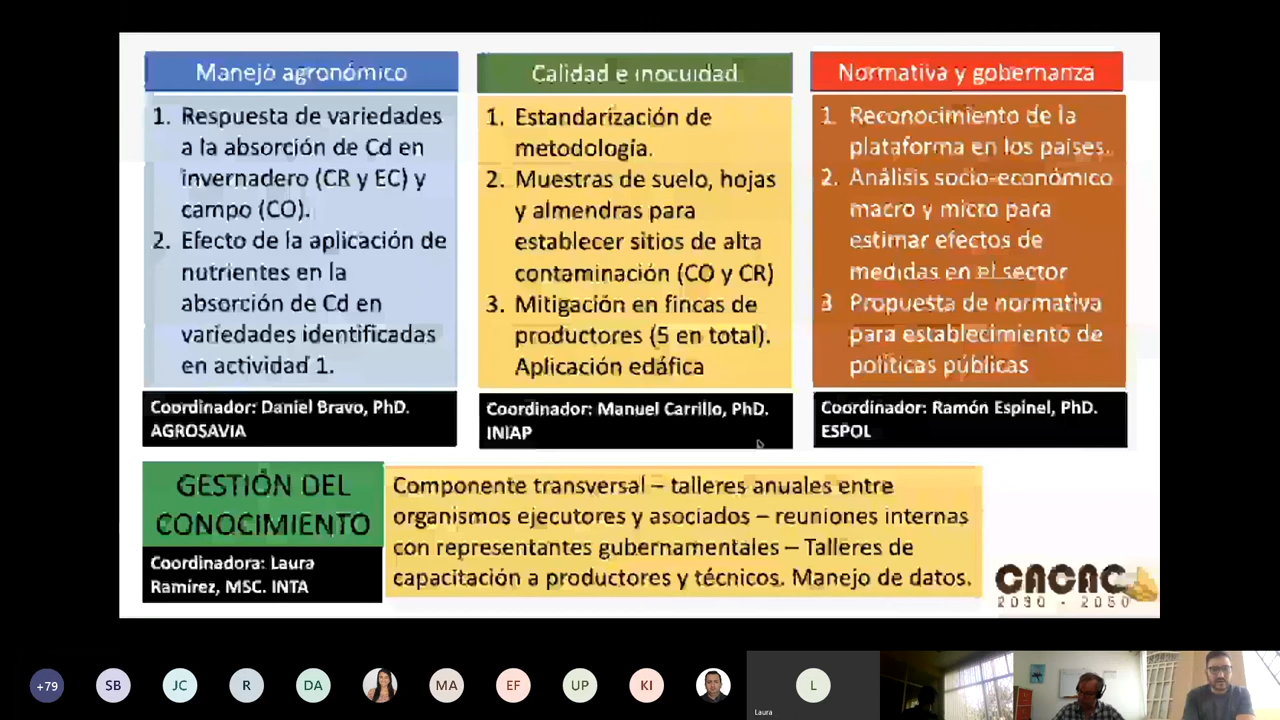 Manejo agronómico
1. Respuesta de variedades
a la absorción de Cd en
invernadero (CR y EC) y
campo (CO).
2. Efecto de la aplicación de
nutrientes en la
absorción de Cd en
variedades identificadas
en actividad 1.
Coordinador: Daniel Bravo, PhD.
AGROSAVIA
Calidad e inocuidad
1. Estandarización de
metodología.
2. Muestras de suelo, hojas
y almendras para
establecer sitios de alta
contaminación (CO y CR)
3. Mitigación en fincas de
productores (5 en total).
Aplicación edáfica
Coordinador: Manuel Carrillo, PhD.
INIAP
Normativa y gobernanza
1. Reconocimiento de la
plataforma en los países.
2. Análisis socio-económico
macro y micro para
estimar efectos de
medidas en el sector
3. Propuesta de normativa
para establecimiento de
políticas públicas
Coordinador: Ramón Espinel, PhD.
ESPOL
GESTIÓN DEL
CONOCIMIENTO
Coordinadora: Laura
Ramírez, MSC. INTA
Componente transversal – talleres anuales entre
organismos ejecutores y asociados – reuniones internas
con representantes gubernamentales – Talleres de
capacitación a productores y técnicos. Manejo de datos.
CACAO
2030 - 2050
+79
SB
JC
R
DA
MA
EF
UP
KI
L
Laura